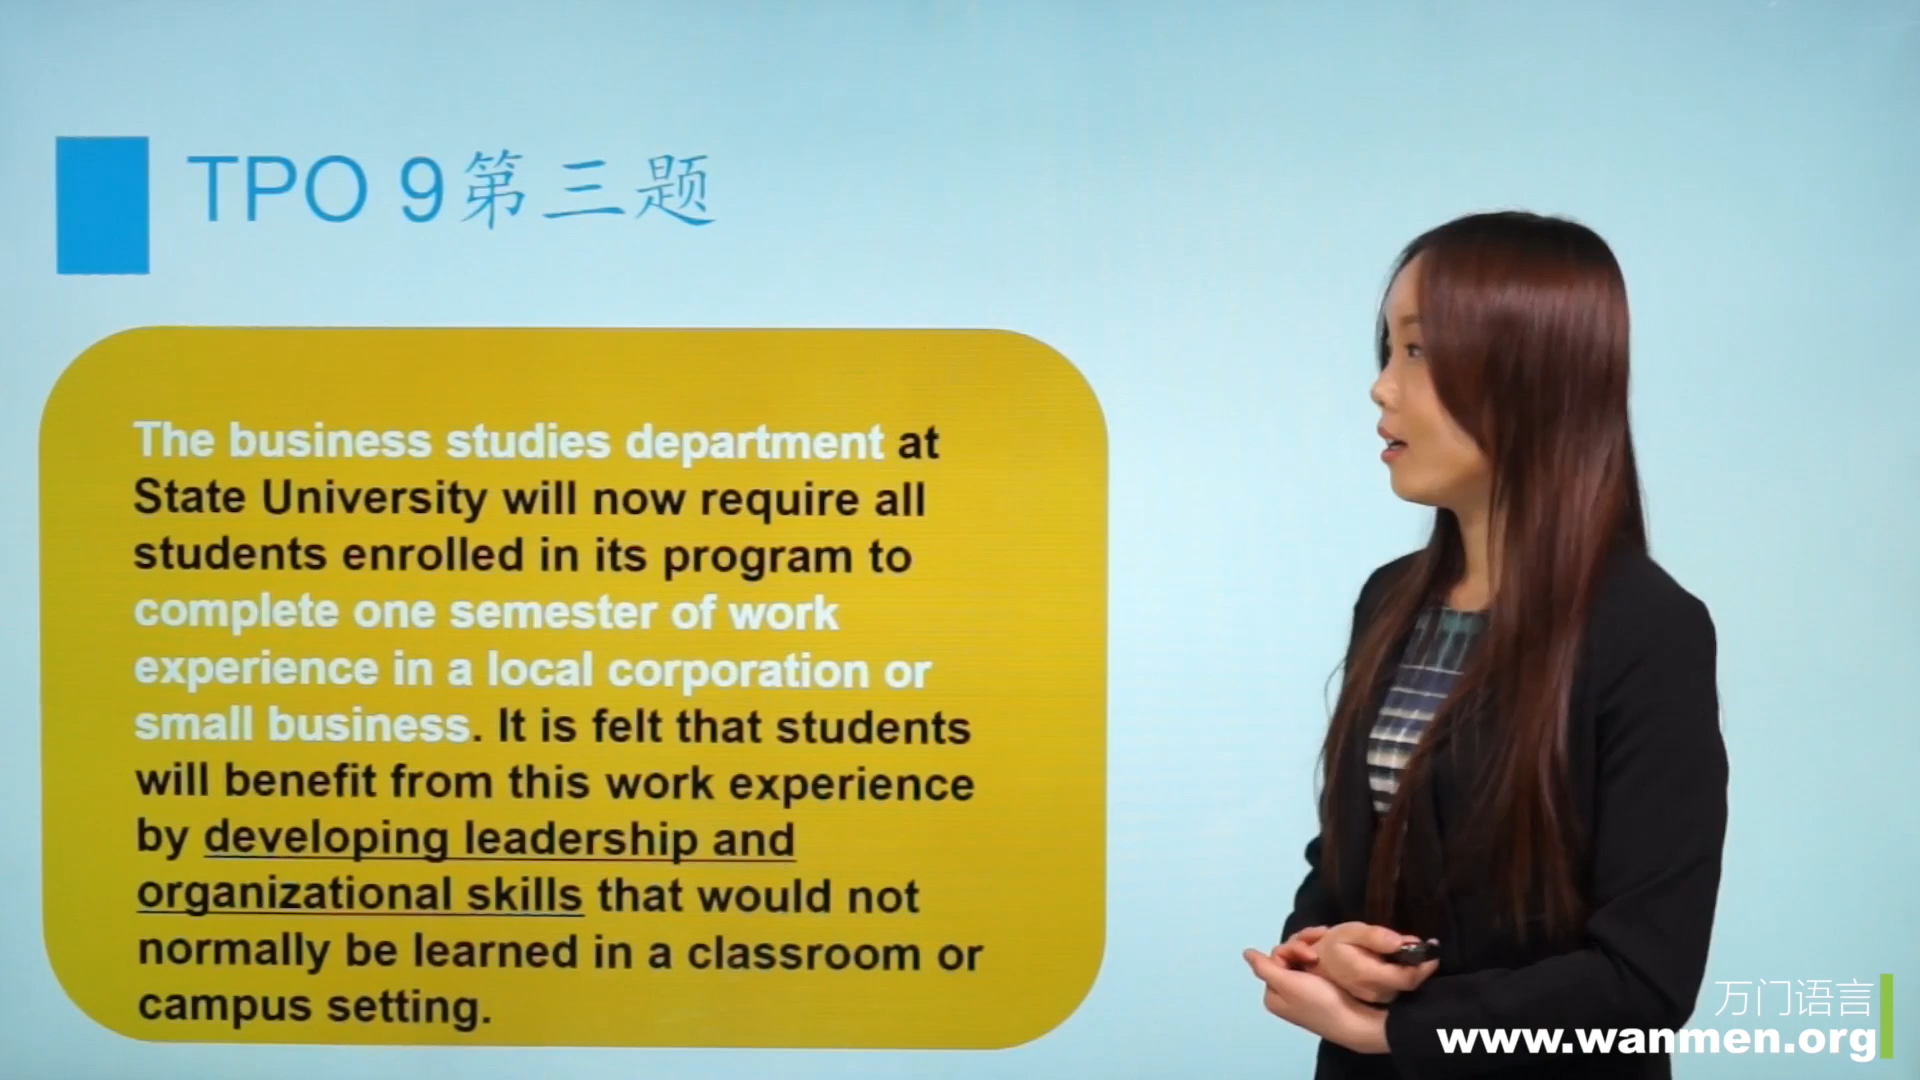 TPO 9第三题
The business studies department at
State University will now require all
students enrolled in its program to
complete one semester of work
experience in a local corporation or
small business. It is felt that students
will benefit from this work experience
by developing leadership and
organizational skills that would not
normally be learned in a classroom or
campus setting.
万门语言
www.wanmen.org